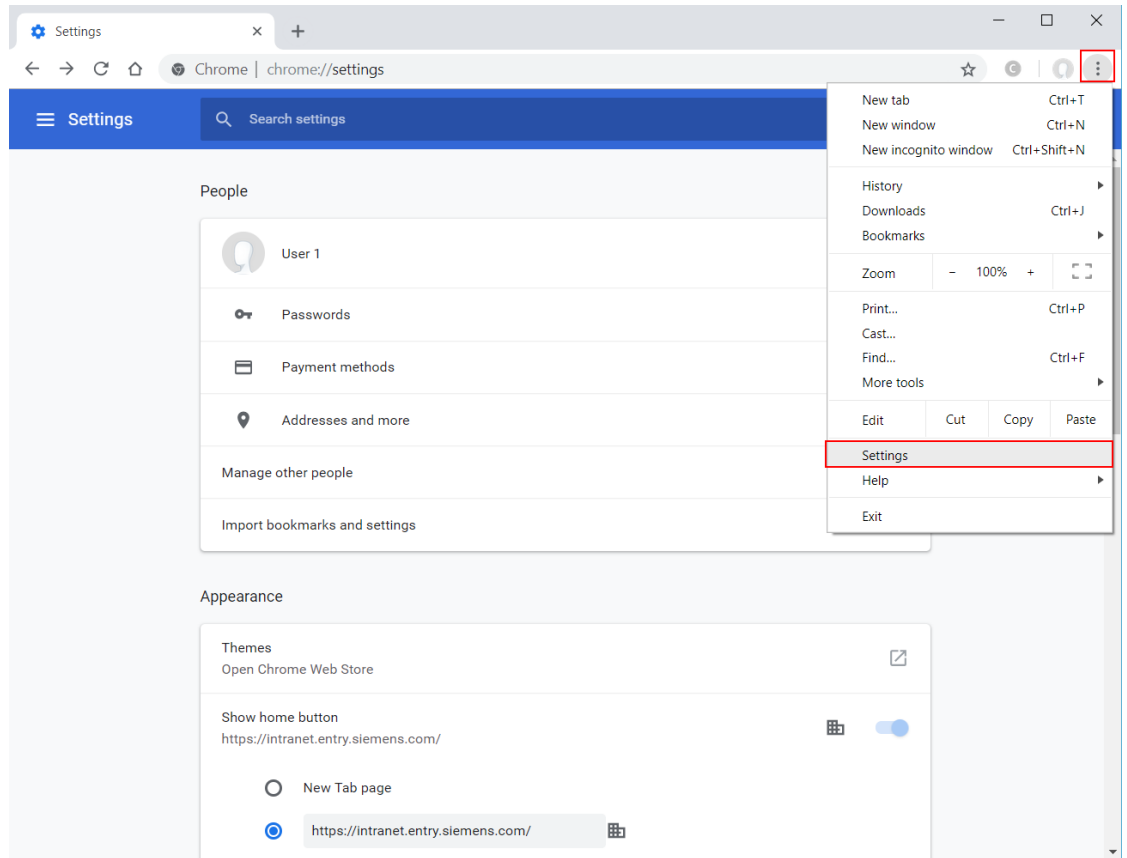 Settings
Chrome | chrome://settings
Settings
Search settings
New tab Ctrl+T
New window Ctrl+N
New incognito window Ctrl+Shift+N
History
Downloads Ctrl+J
Bookmarks
Zoom - 100% +
Print... Ctrl+P
Cast...
Find... Ctrl+F
More tools
Edit Cut Copy Paste
Settings
Help
Exit
People
User 1
Passwords
Payment methods
Addresses and more
Manage other people
Import bookmarks and settings
Appearance
Themes
Open Chrome Web Store
Show home button
https://intranet.entry.siemens.com/
New Tab page
https://intranet.entry.siemens.com/